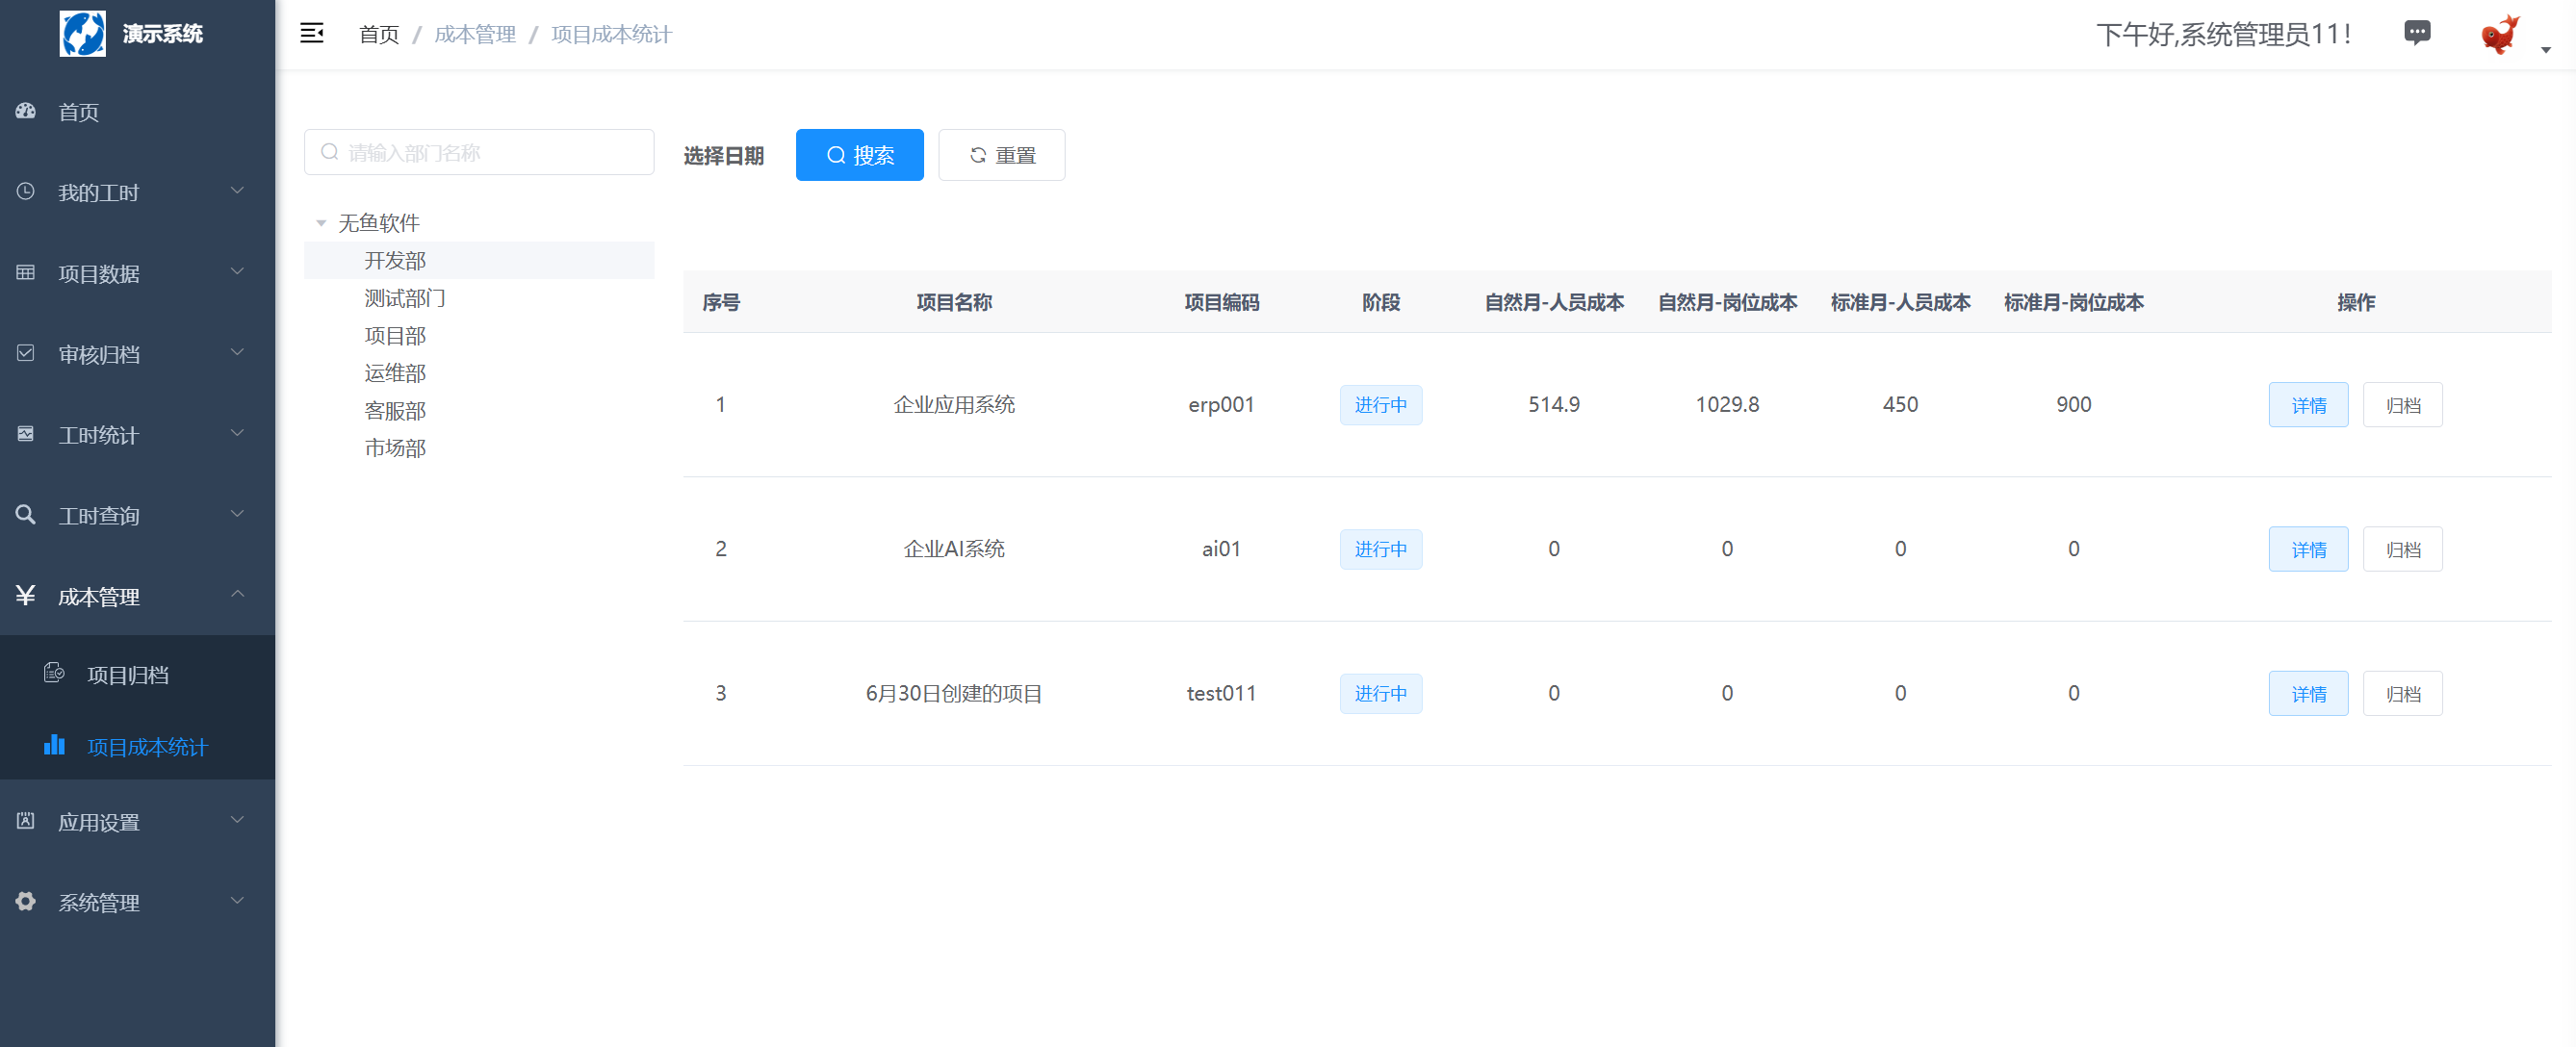 演示系统
首页
我的工时
项目数据
审核归档
工时统计
工时查询
成本管理
项目归档
项目成本统计
应用设置
系统管理
首页 / 成本管理 / 项目成本统计
下午好,系统管理员11!
请输入部门名称
无鱼软件
开发部
测试部门
项目部
运维部
客服部
市场部
选择日期 搜索 重置
序号 项目名称 项目编码 阶段 自然月-人员成本 自然月-岗位成本 标准月-人员成本 标准月-岗位成本 操作
1 企业应用系统 erp001 进行中 514.9 1029.8 450 900 详情 归档
2 企业AI系统 ai01 进行中 0 0 0 0 详情 归档
3 6月30日创建的项目 test011 进行中 0 0 0 0 详情 归档